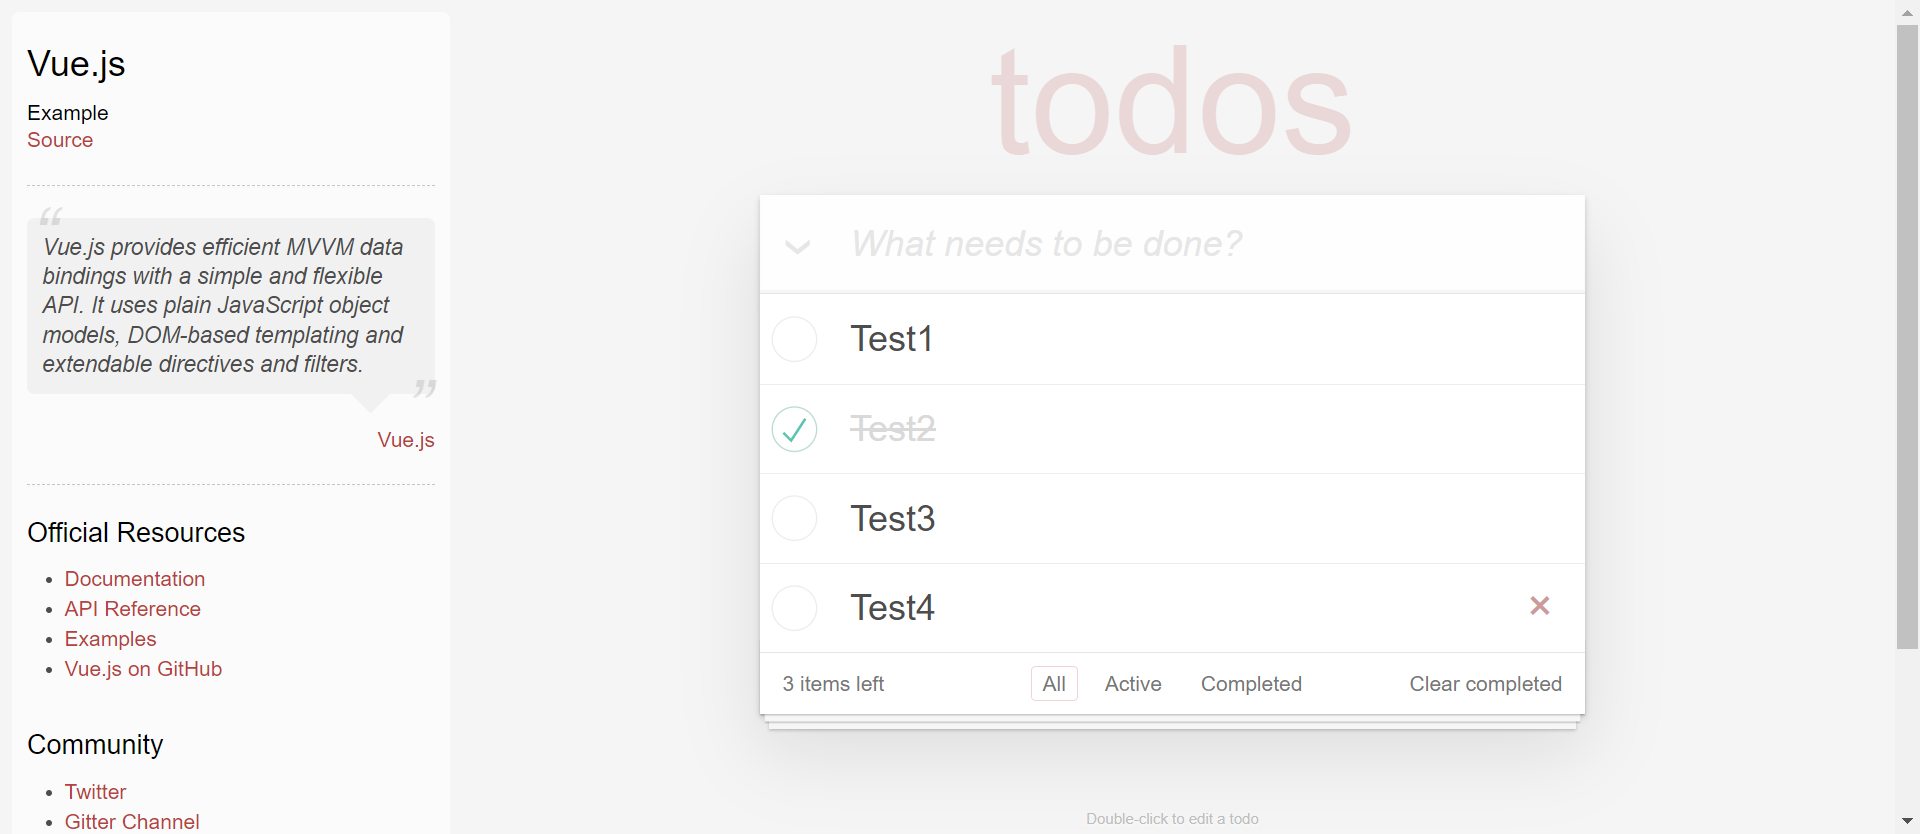 Vue.js
Example
Source
“
Vue.js provides efficient MVVM data
bindings with a simple and flexible
API. It uses plain JavaScript object
models, DOM-based templating and
extendable directives and filters.
”
Vue.js
Official Resources
• Documentation
• API Reference
• Examples
• Vue.js on GitHub
Community
• Twitter
• Gitter Channel
todos
What needs to be done?
Test1
Test2
Test3
Test4 ×
3 items left All Active Completed Clear completed
Double-click to edit a todo